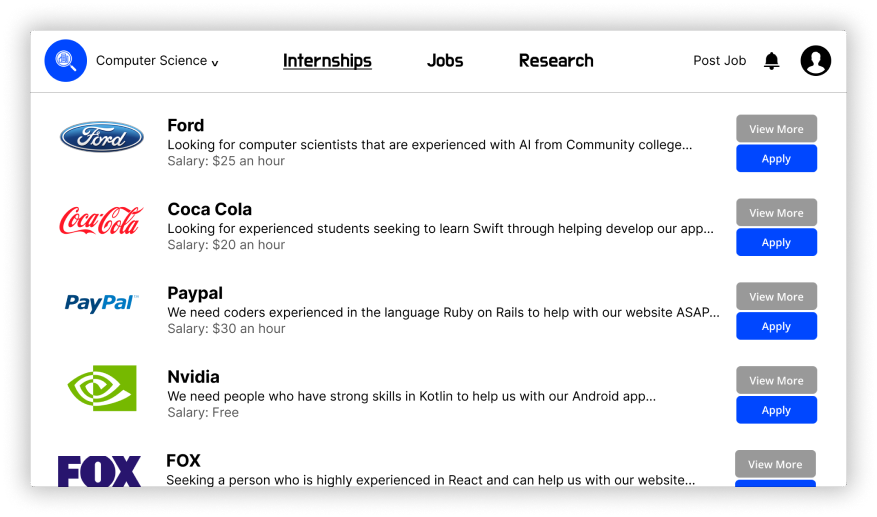 Computer Science v
Internships
Jobs
Research
Post Job
Ford
Ford
Looking for computer scientists that are experienced with AI from Community college...
Salary: $25 an hour
View More
Apply
Coca-Cola
Coca Cola
Looking for experienced students seeking to learn Swift through helping develop our app...
Salary: $20 an hour
View More
Apply
PayPal™
Paypal
We need coders experienced in the language Ruby on Rails to help with our website ASAP...
Salary: $30 an hour
View More
Apply
Nvidia
We need people who have strong skills in Kotlin to help us with our Android app...
Salary: Free
View More
Apply
FOX
FOX
Seeking a person who is highly experienced in React and can help us with our website...
View More